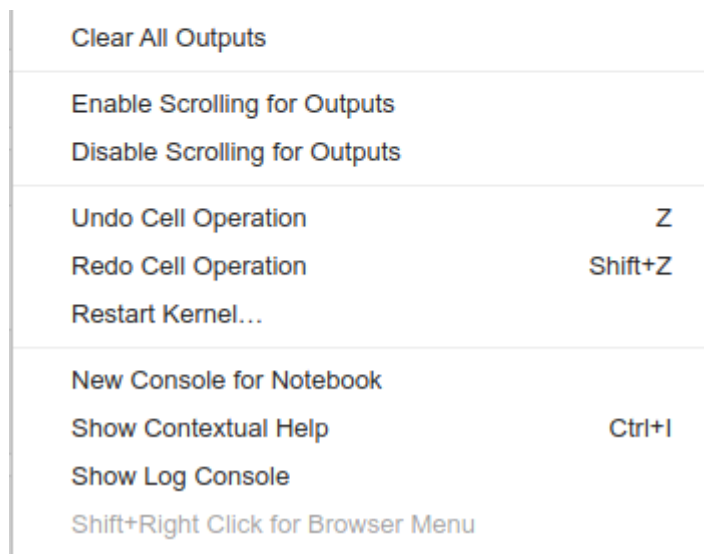 Clear All Outputs
Enable Scrolling for Outputs
Disable Scrolling for Outputs
Undo Cell Operation Z
Redo Cell Operation Shift+Z
Restart Kernel…
New Console for Notebook
Show Contextual Help Ctrl+I
Show Log Console
Shift+Right Click for Browser Menu